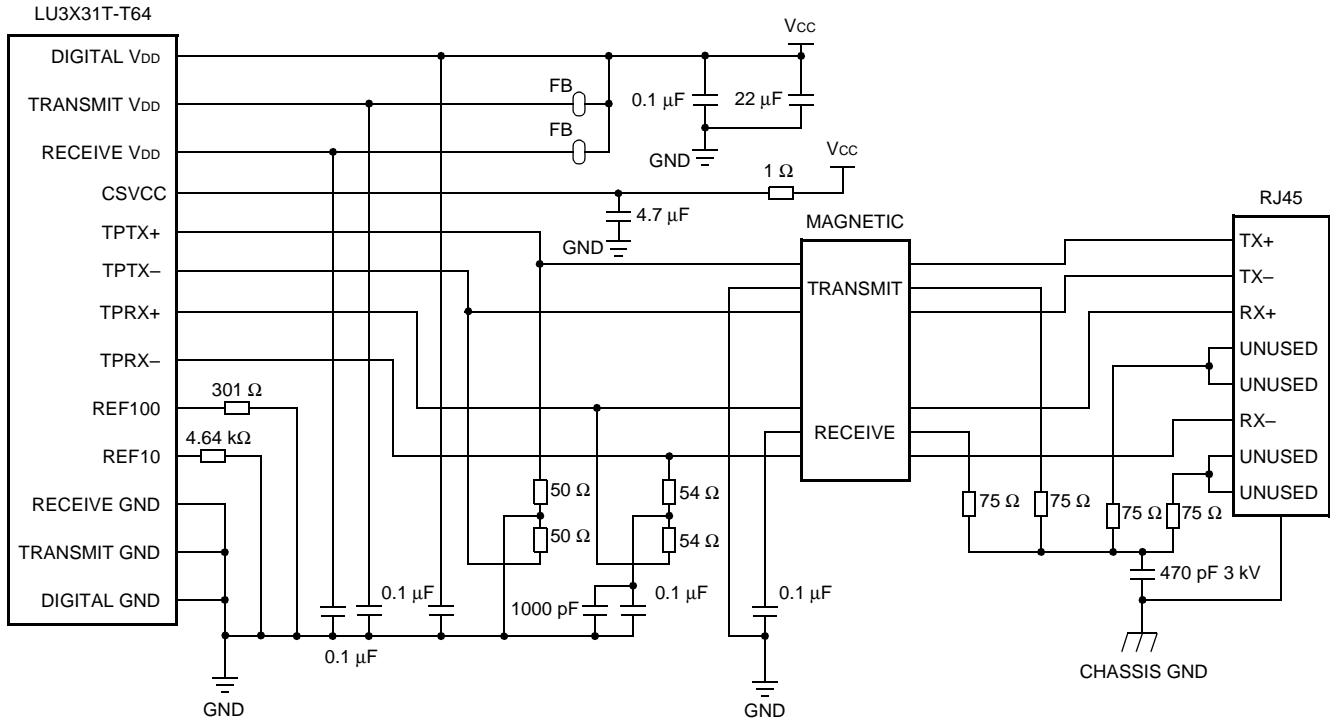 LU3X31T-T64
DIGITAL VDD
TRANSMIT VDD
RECEIVE VDD
CSVCC
TPTX+
TPTX–
TPRX+
TPRX–
REF100
REF10
RECEIVE GND
TRANSMIT GND
DIGITAL GND
301 Ω
4.64 kΩ
FB
FB
0.1 µF
22 µF
VCC
GND
VCC
1 Ω
4.7 µF
GND
MAGNETIC
TRANSMIT
RECEIVE
RJ45
TX+
TX–
RX+
UNUSED
UNUSED
RX–
UNUSED
UNUSED
50 Ω
50 Ω
54 Ω
54 Ω
75 Ω
75 Ω
75 Ω
75 Ω
0.1 µF
0.1 µF
1000 pF
0.1 µF
0.1 µF
470 pF 3 kV
GND
GND
CHASSIS GND